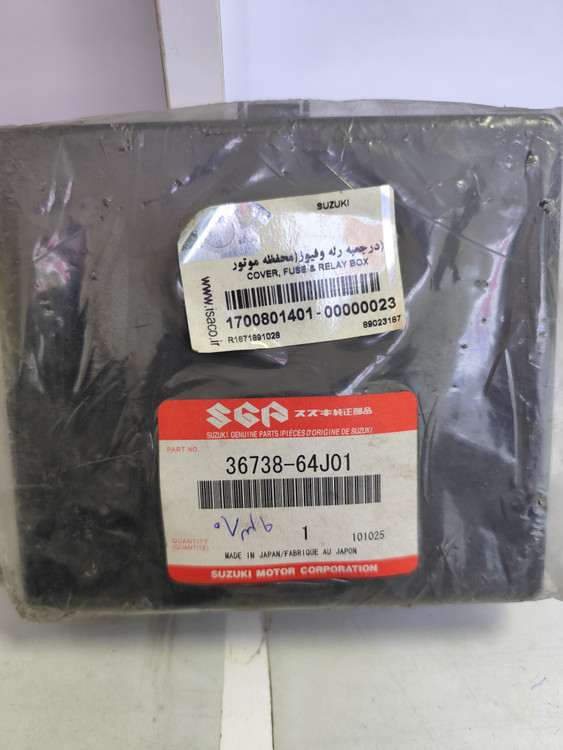 SUZUKI
(درجعبه رله وفیوز(محفظه موتور
COVER, FUSE & RELAY BOX
1700801401-00000023
R1871891028
89023187
www.isaco.ir
SGP スズキ純正部品
SUZUKI GENUINE PARTS/PIÈCES D'ORIGINE DE SUZUKI
PART NO.
36738-64J01
QUANTITY
(QUANTITÉ)
1
101025
MADE IN JAPAN/FABRIQUE AU JAPON
SUZUKI MOTOR CORPORATION